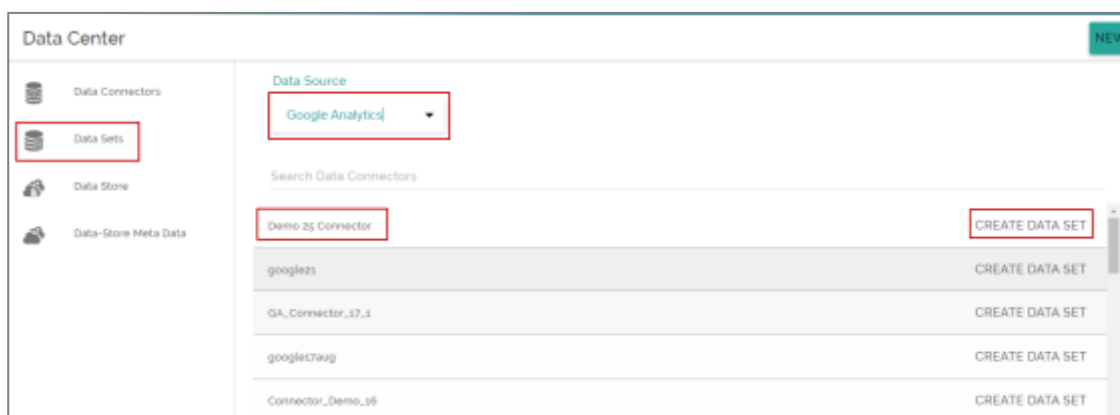 Data Center
NEW
Data Connectors
Data Sets
Data Store
Data-Store Meta Data
Data Source
Google Analytics
Search Data Connectors
Demo 25 Connector
CREATE DATA SET
google21
CREATE DATA SET
GA_Connector_17_1
CREATE DATA SET
google17aug
CREATE DATA SET
Connector_Demo_16
CREATE DATA SET